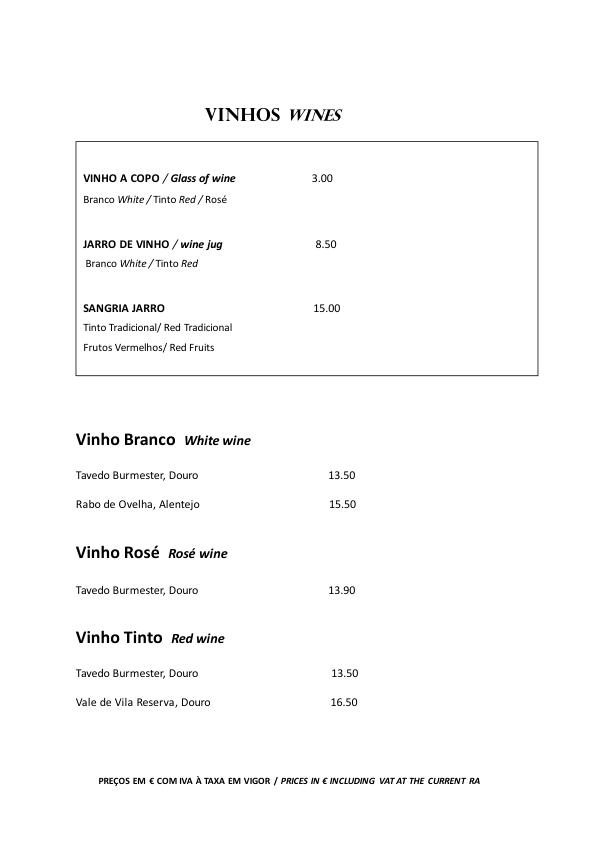 VINHOS WINES
VINHO A COPO / Glass of wine 3.00
Branco White / Tinto Red / Rosé
JARRO DE VINHO / wine jug 8.50
Branco White / Tinto Red
SANGRIA JARRO 15.00
Tinto Tradicional/ Red Tradicional
Frutos Vermelhos/ Red Fruits
Vinho Branco White wine
Tavedo Burmester, Douro 13.50
Rabo de Ovelha, Alentejo 15.50
Vinho Rosé Rosé wine
Tavedo Burmester, Douro 13.90
Vinho Tinto Red wine
Tavedo Burmester, Douro 13.50
Vale de Vila Reserva, Douro 16.50
PREÇOS EM € COM IVA À TAXA EM VIGOR / PRICES IN € INCLUDING VAT AT THE CURRENT RA